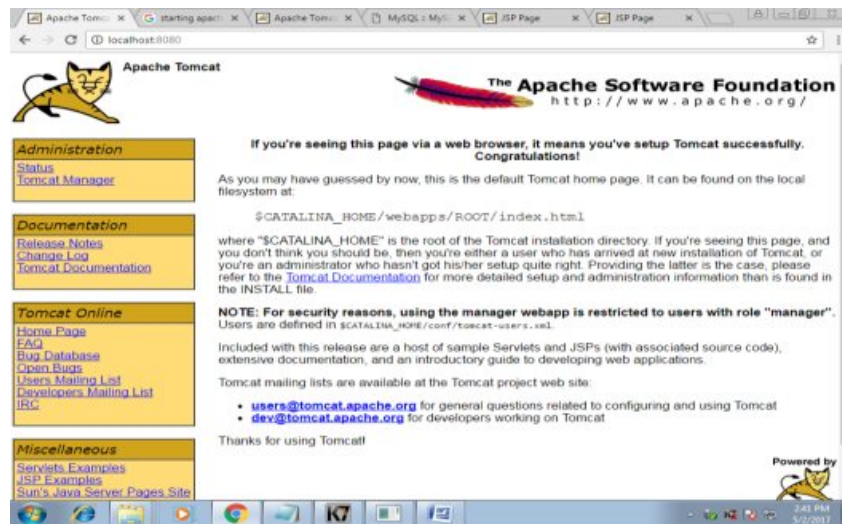 Apache Tom
starting apac
Apache Tom
MySQL : MyS
JSP Page
JSP Page
localhost:8080
Apache Tomcat
The Apache Software Foundation
http://www.apache.org/
Administration
Status
Tomcat Manager
Documentation
Release Notes
Change Log
Tomcat Documentation
Tomcat Online
Home Page
FAQ
Bug Database
Open Bugs
Users Mailing List
Developers Mailing List
IRC
Miscellaneous
Servlets Examples
JSP Examples
Sun's Java Server Pages Site
If you're seeing this page via a web browser, it means you've setup Tomcat successfully.
Congratulations!
As you may have guessed by now, this is the default Tomcat home page. It can be found on the local
filesystem at:
$CATALINA_HOME/webapps/ROOT/index.html
where "$CATALINA_HOME" is the root of the Tomcat installation directory. If you're seeing this page, and
you don't think you should be, then you're either a user who has arrived at new installation of Tomcat, or
you're an administrator who hasn't got his/her setup quite right. Providing the latter is the case, please
refer to the Tomcat Documentation for more detailed setup and administration information than is found in
the INSTALL file.
NOTE: For security reasons, using the manager webapp is restricted to users with role "manager".
Users are defined in $CATALINA_HOME/conf/tomcat-users.xml.
Included with this release are a host of sample Servlets and JSPs (with associated source code),
extensive documentation, and an introductory guide to developing web applications.
Tomcat mailing lists are available at the Tomcat project web site:
users@tomcat.apache.org for general questions related to configuring and using Tomcat
dev@tomcat.apache.org for developers working on Tomcat
Thanks for using Tomcat!
Powered by
K7
2:41 PM
5/2/2017